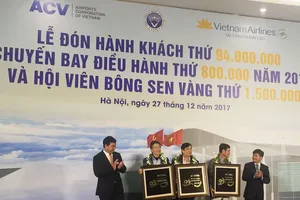 ACV
AIRPORTS CORPORATION OF VIETNAM
Vietnam Airlines
LỄ ĐÓN HÀNH KHÁCH THỨ 94.000.000
CHUYẾN BAY ĐIỀU HÀNH THỨ 800.000 NĂM 201
VÀ HỘI VIÊN BÔNG SEN VÀNG THỨ 1.500.000
Hà Nội, ngày 27 tháng 12 năm 2017